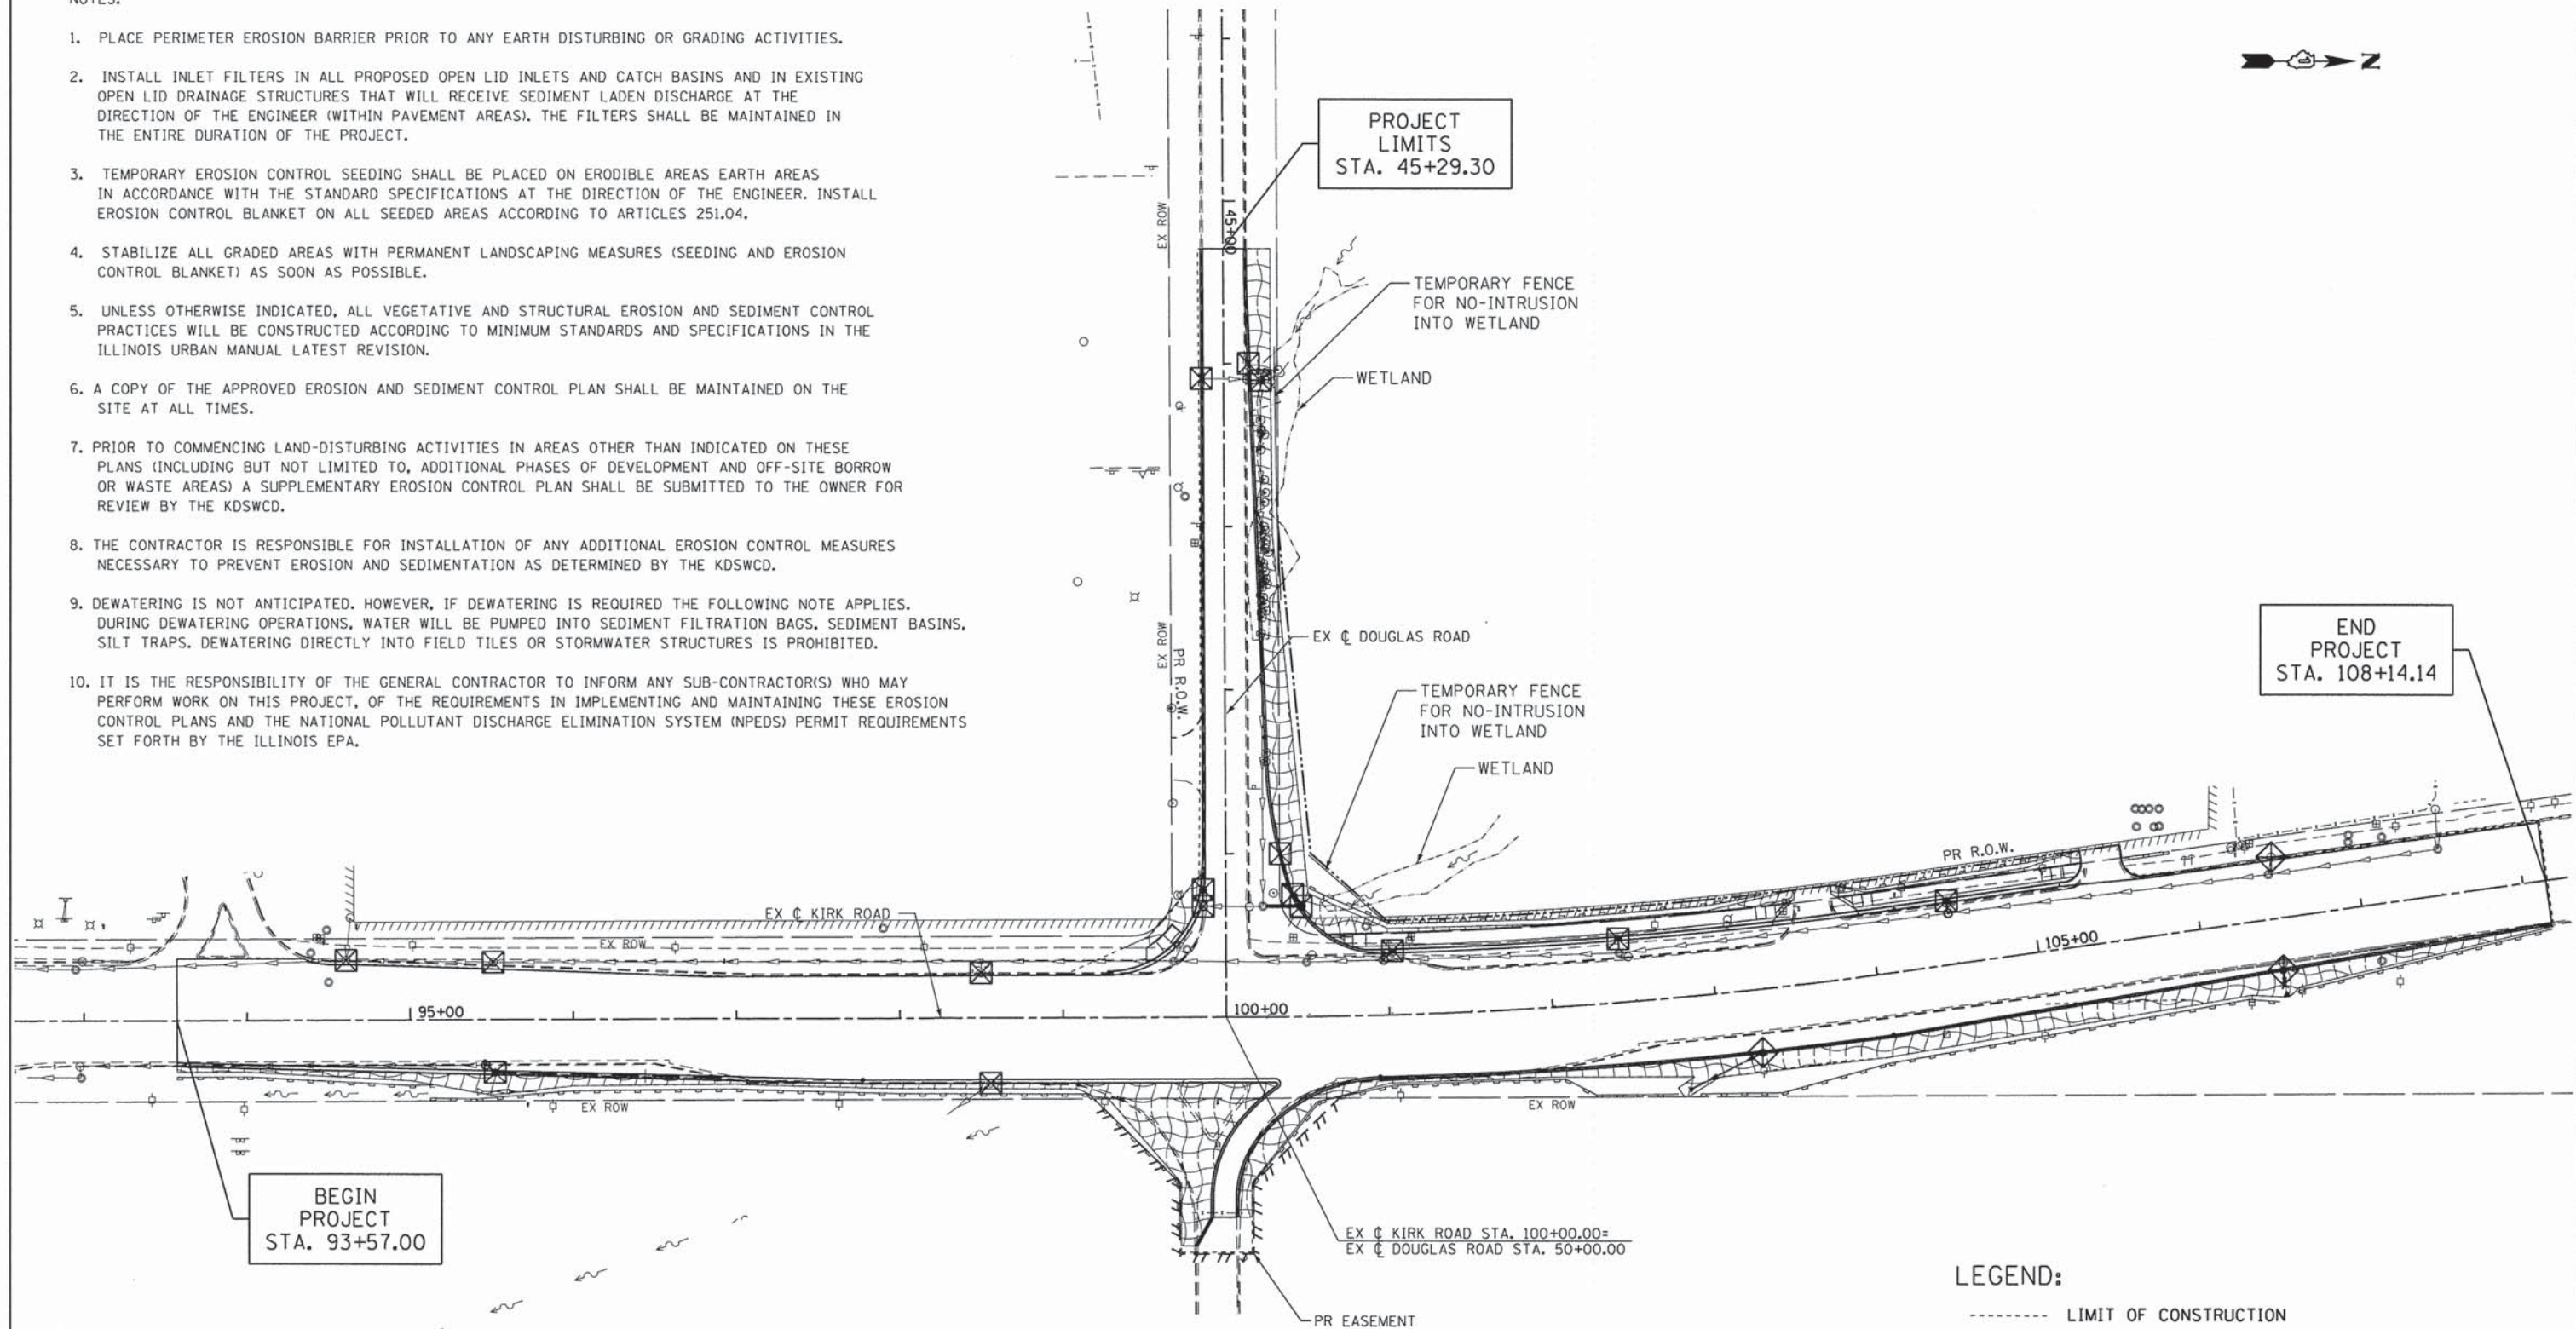 NOTES:
1. PLACE PERIMETER EROSION BARRIER PRIOR TO ANY EARTH DISTURBING OR GRADING ACTIVITIES.
2. INSTALL INLET FILTERS IN ALL PROPOSED OPEN LID INLETS AND CATCH BASINS AND IN EXISTING
OPEN LID DRAINAGE STRUCTURES THAT WILL RECEIVE SEDIMENT LADEN DISCHARGE AT THE
DIRECTION OF THE ENGINEER (WITHIN PAVEMENT AREAS). THE FILTERS SHALL BE MAINTAINED IN
THE ENTIRE DURATION OF THE PROJECT.
3. TEMPORARY EROSION CONTROL SEEDING SHALL BE PLACED ON ERODIBLE AREAS EARTH AREAS
IN ACCORDANCE WITH THE STANDARD SPECIFICATIONS AT THE DIRECTION OF THE ENGINEER. INSTALL
EROSION CONTROL BLANKET ON ALL SEEDED AREAS ACCORDING TO ARTICLES 251.04.
4. STABILIZE ALL GRADED AREAS WITH PERMANENT LANDSCAPING MEASURES (SEEDING AND EROSION
CONTROL BLANKET) AS SOON AS POSSIBLE.
5. UNLESS OTHERWISE INDICATED, ALL VEGETATIVE AND STRUCTURAL EROSION AND SEDIMENT CONTROL
PRACTICES WILL BE CONSTRUCTED ACCORDING TO MINIMUM STANDARDS AND SPECIFICATIONS IN THE
ILLINOIS URBAN MANUAL LATEST REVISION.
6. A COPY OF THE APPROVED EROSION AND SEDIMENT CONTROL PLAN SHALL BE MAINTAINED ON THE
SITE AT ALL TIMES.
7. PRIOR TO COMMENCING LAND-DISTURBING ACTIVITIES IN AREAS OTHER THAN INDICATED ON THESE
PLANS (INCLUDING BUT NOT LIMITED TO, ADDITIONAL PHASES OF DEVELOPMENT AND OFF-SITE BORROW
OR WASTE AREAS) A SUPPLEMENTARY EROSION CONTROL PLAN SHALL BE SUBMITTED TO THE OWNER FOR
REVIEW BY THE KDSWCD.
8. THE CONTRACTOR IS RESPONSIBLE FOR INSTALLATION OF ANY ADDITIONAL EROSION CONTROL MEASURES
NECESSARY TO PREVENT EROSION AND SEDIMENTATION AS DETERMINED BY THE KDSWCD.
9. DEWATERING IS NOT ANTICIPATED. HOWEVER, IF DEWATERING IS REQUIRED THE FOLLOWING NOTE APPLIES.
DURING DEWATERING OPERATIONS, WATER WILL BE PUMPED INTO SEDIMENT FILTRATION BAGS, SEDIMENT BASINS,
SILT TRAPS. DEWATERING DIRECTLY INTO FIELD TILES OR STORMWATER STRUCTURES IS PROHIBITED.
10. IT IS THE RESPONSIBILITY OF THE GENERAL CONTRACTOR TO INFORM ANY SUB-CONTRACTOR(S) WHO MAY
PERFORM WORK ON THIS PROJECT, OF THE REQUIREMENTS IN IMPLEMENTING AND MAINTAINING THESE EROSION
CONTROL PLANS AND THE NATIONAL POLLUTANT DISCHARGE ELIMINATION SYSTEM (NPEDS) PERMIT REQUIREMENTS
SET FORTH BY THE ILLINOIS EPA.
N
PROJECT
LIMITS
STA. 45+29.30
EX ROW
45+00
TEMPORARY FENCE
FOR NO-INTRUSION
INTO WETLAND
WETLAND
EX ROW
PR R.O.W.
EX ℄ DOUGLAS ROAD
TEMPORARY FENCE
FOR NO-INTRUSION
INTO WETLAND
WETLAND
END
PROJECT
STA. 108+14.14
PR R.O.W.
EX ℄ KIRK ROAD
EX ROW
95+00
100+00
105+00
EX ROW
EX ROW
BEGIN
PROJECT
STA. 93+57.00
EX ℄ KIRK ROAD STA. 100+00.00=
EX ℄ DOUGLAS ROAD STA. 50+00.00
PR EASEMENT
LEGEND:
LIMIT OF CONSTRUCTION